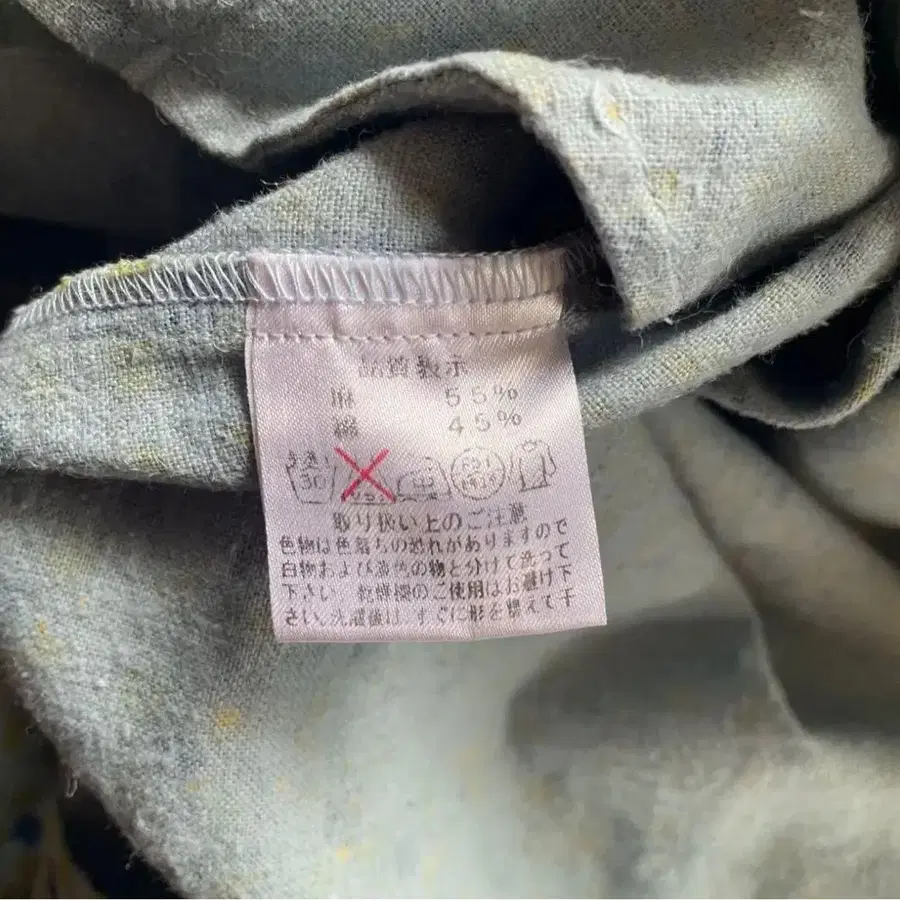 品質表示
麻 55%
綿 45%
30
取り扱い上のご注意
色物は色落ちの恐れがありますので
白物および淡色の物と分けて洗って
下さい 乾燥機のご使用はお避け下
さい。洗濯後は、すぐに形を整えて干